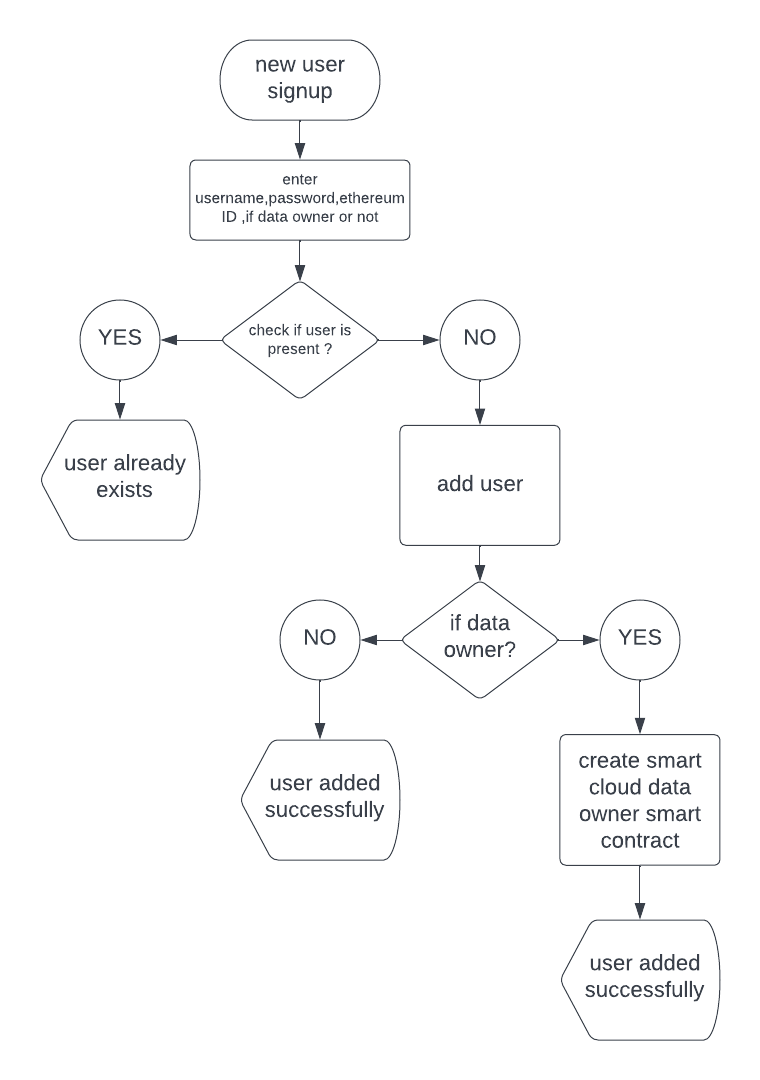 new user
signup
enter
username,password,ethereum
ID ,if data owner or not
check if user is
present ?
YES
NO
user already
exists
add user
if data
owner?
NO
YES
user added
successfully
create smart
cloud data
owner smart
contract
user added
successfully